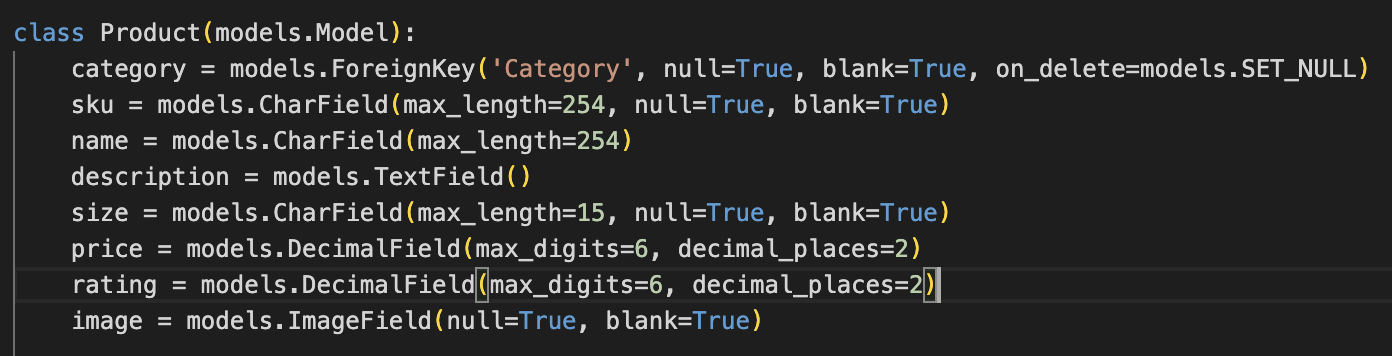 class Product(models.Model):
    category = models.ForeignKey('Category', null=True, blank=True, on_delete=models.SET_NULL)
    sku = models.CharField(max_length=254, null=True, blank=True)
    name = models.CharField(max_length=254)
    description = models.TextField()
    size = models.CharField(max_length=15, null=True, blank=True)
    price = models.DecimalField(max_digits=6, decimal_places=2)
    rating = models.DecimalField(max_digits=6, decimal_places=2)
    image = models.ImageField(null=True, blank=True)